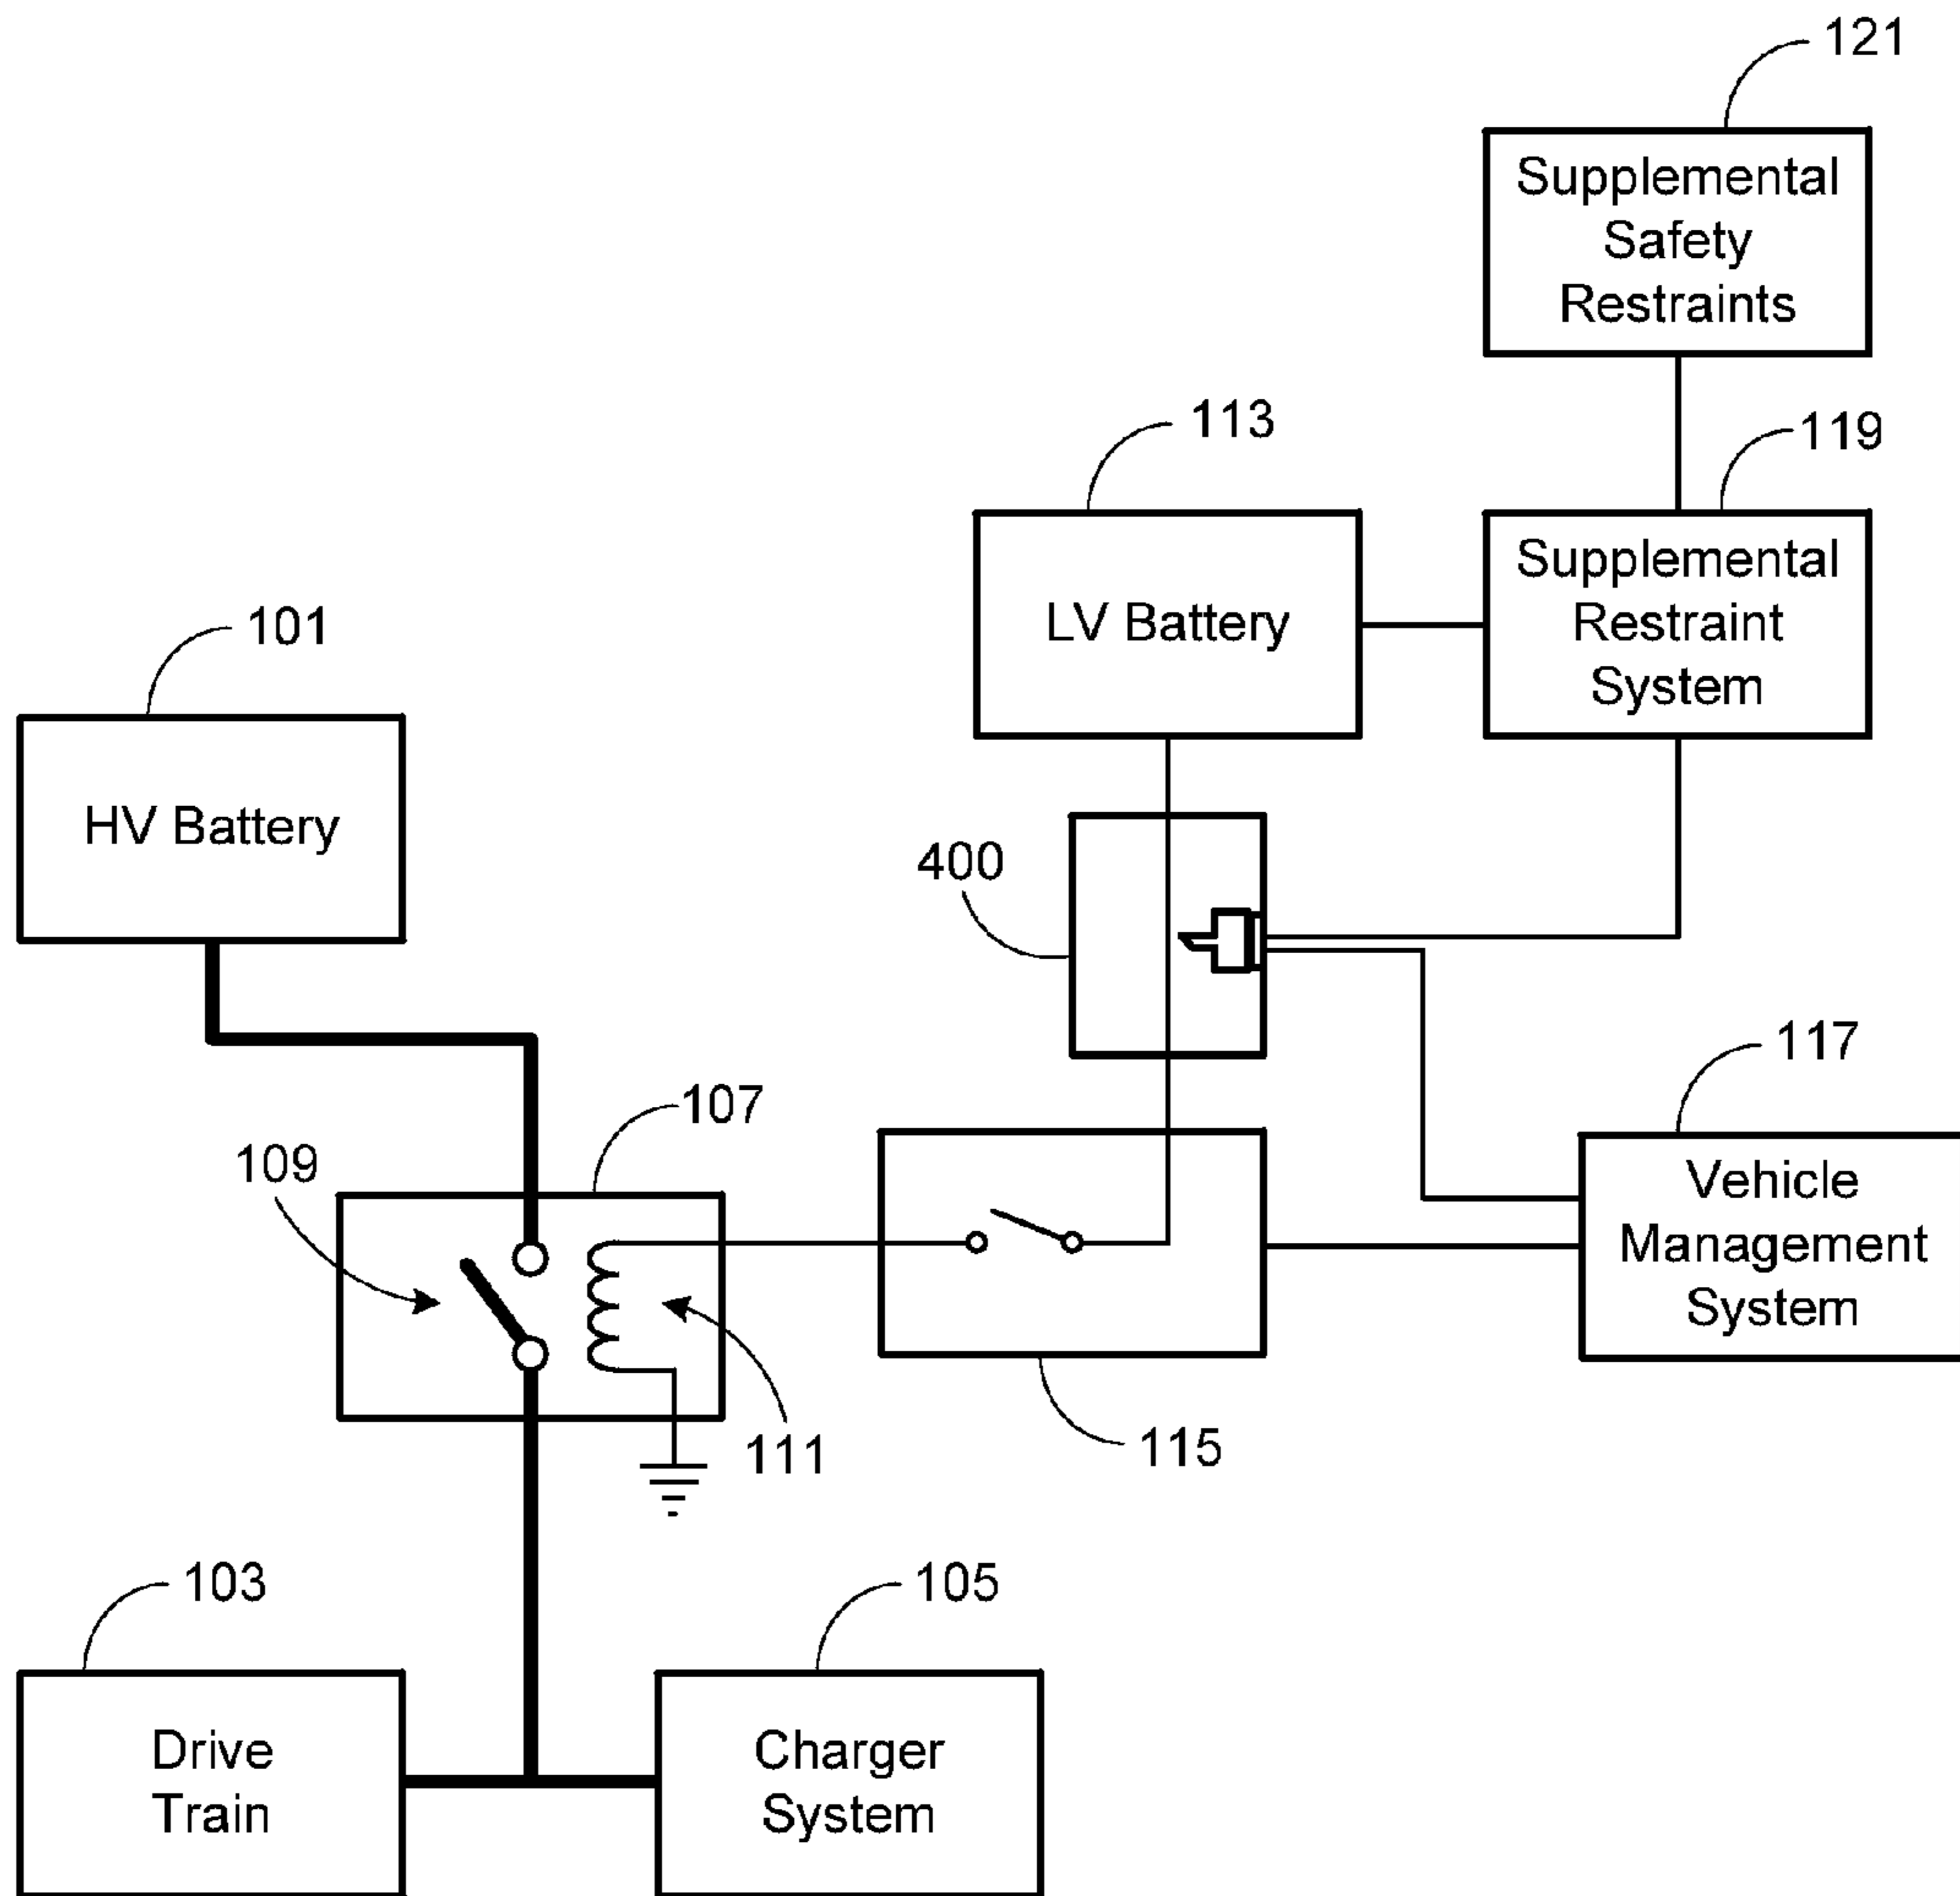 121
Supplemental
Safety
Restraints
113
119
LV Battery
Supplemental
Restraint
System
101
HV Battery
400
117
107
109
Vehicle
Management
System
111
115
103
105
Drive
Train
Charger
System